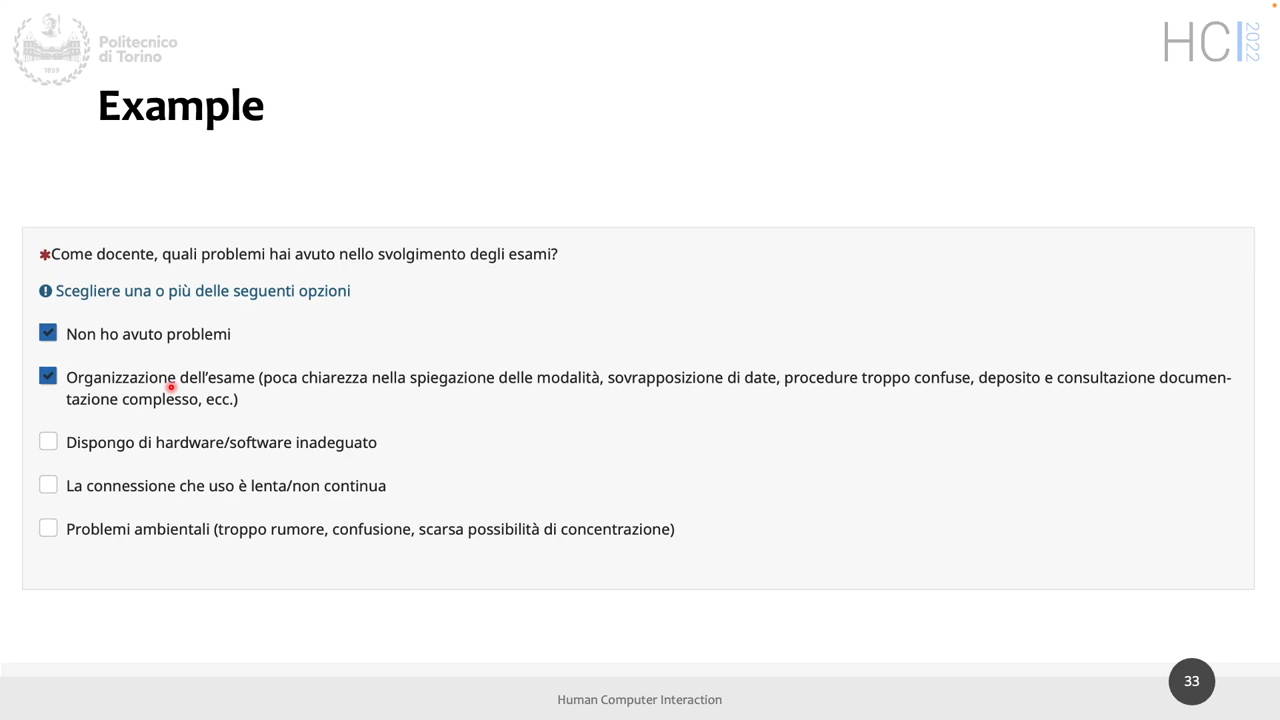 Politecnico
di Torino
1859
HCI 2022
Example
✱Come docente, quali problemi hai avuto nello svolgimento degli esami?
Scegliere una o più delle seguenti opzioni
Non ho avuto problemi
Organizzazione dell’esame (poca chiarezza nella spiegazione delle modalità, sovrapposizione di date, procedure troppo confuse, deposito e consultazione documen-
tazione complesso, ecc.)
Dispongo di hardware/software inadeguato
La connessione che uso è lenta/non continua
Problemi ambientali (troppo rumore, confusione, scarsa possibilità di concentrazione)
Human Computer Interaction
33